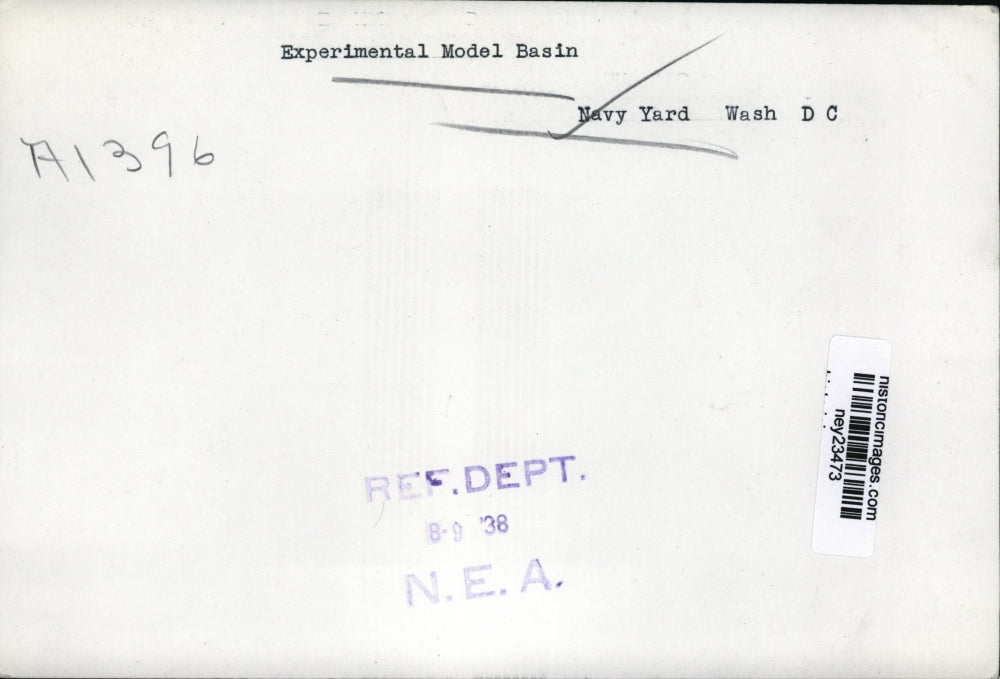 Experimental Model Basin
Navy Yard Wash D C
A1396
REF. DEPT.
8-9 '38
N. E. A.
historicimages.com
ney23473